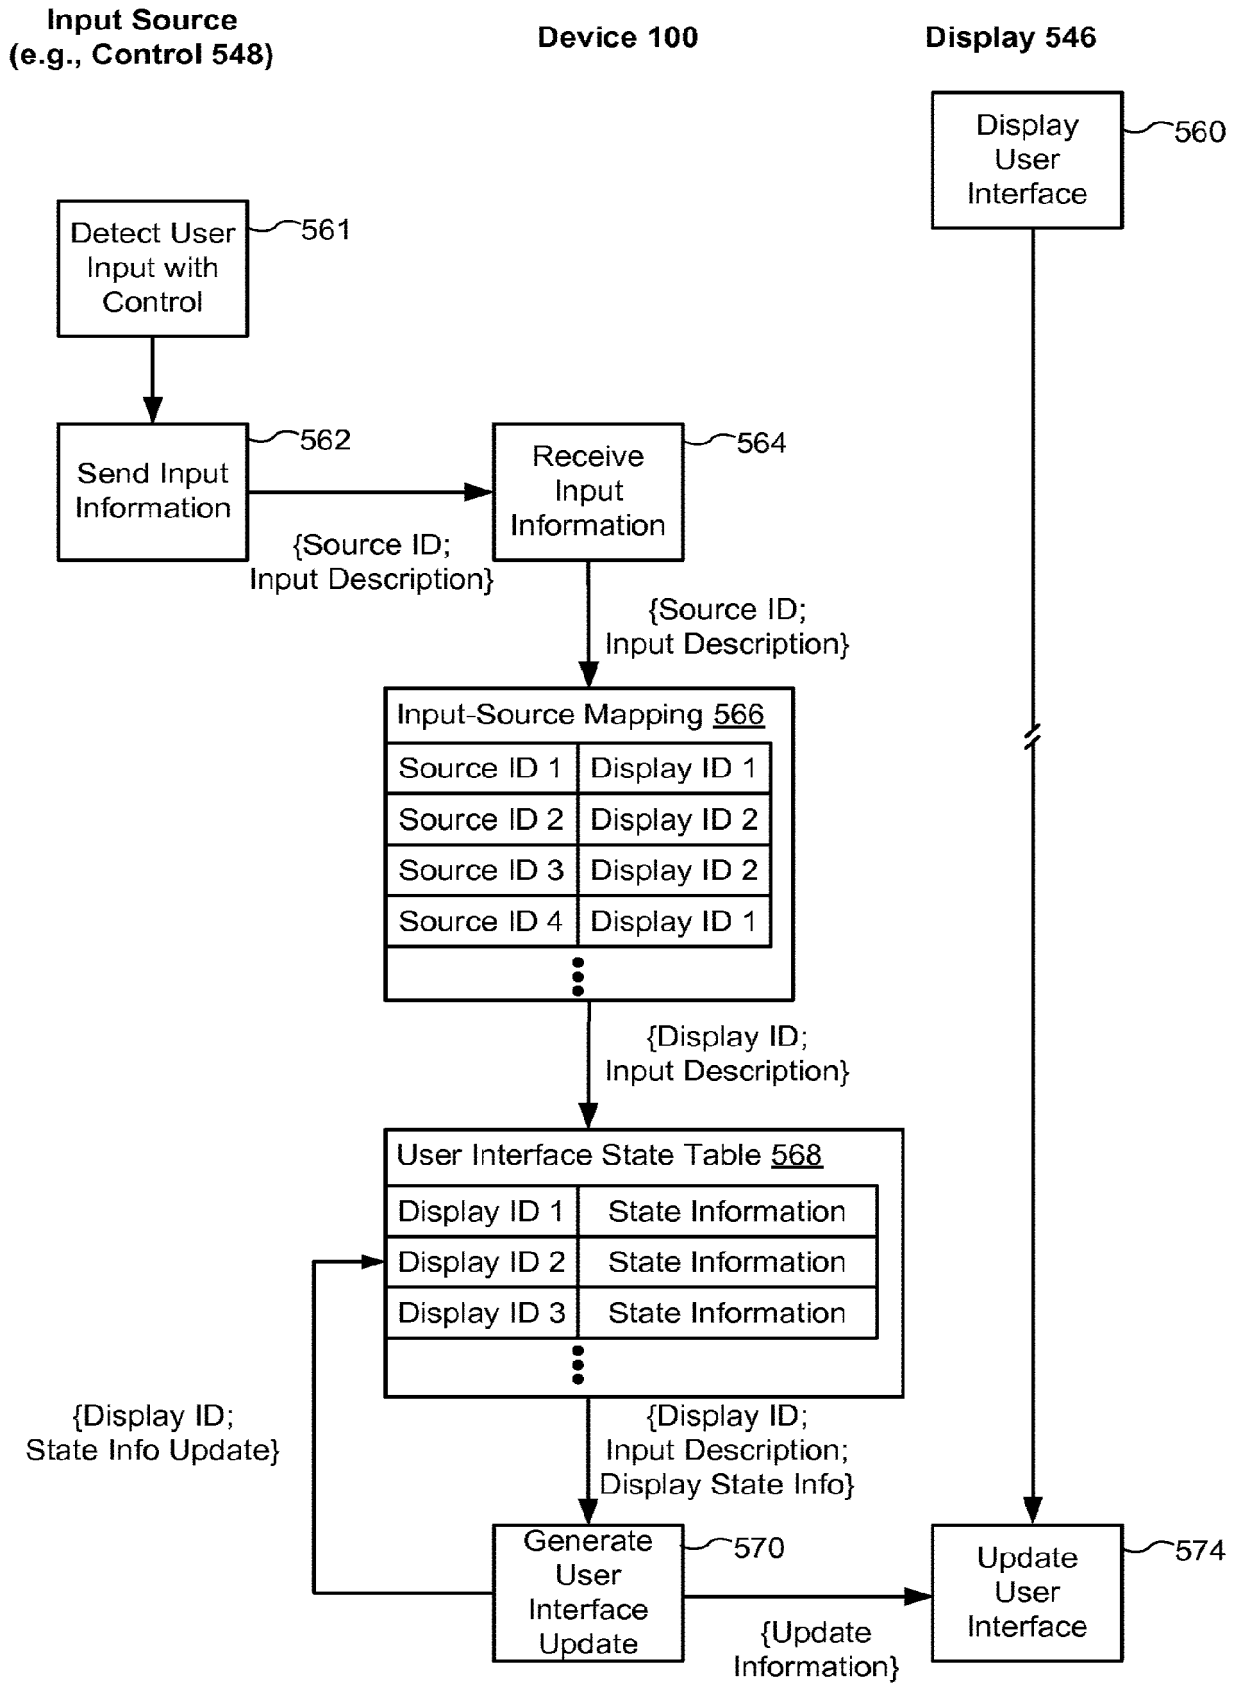 Input Source
(e.g., Control 548)
Device 100
Display 546
Display
User
Interface
560
Detect User
Input with
Control
561
Send Input
Information
562
{Source ID;
Input Description}
Receive
Input
Information
564
{Source ID;
Input Description}
Input-Source Mapping 566
Source ID 1 Display ID 1
Source ID 2 Display ID 2
Source ID 3 Display ID 2
Source ID 4 Display ID 1
{Display ID;
Input Description}
User Interface State Table 568
Display ID 1 State Information
Display ID 2 State Information
Display ID 3 State Information
{Display ID;
State Info Update}
{Display ID;
Input Description;
Display State Info}
Generate
User
Interface
Update
570
{Update
Information}
Update
User
Interface
574